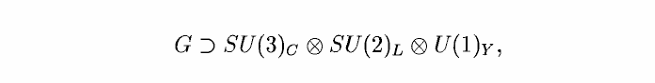 G ⊃ SU(3)_C ⊗ SU(2)_L ⊗ U(1)_Y,